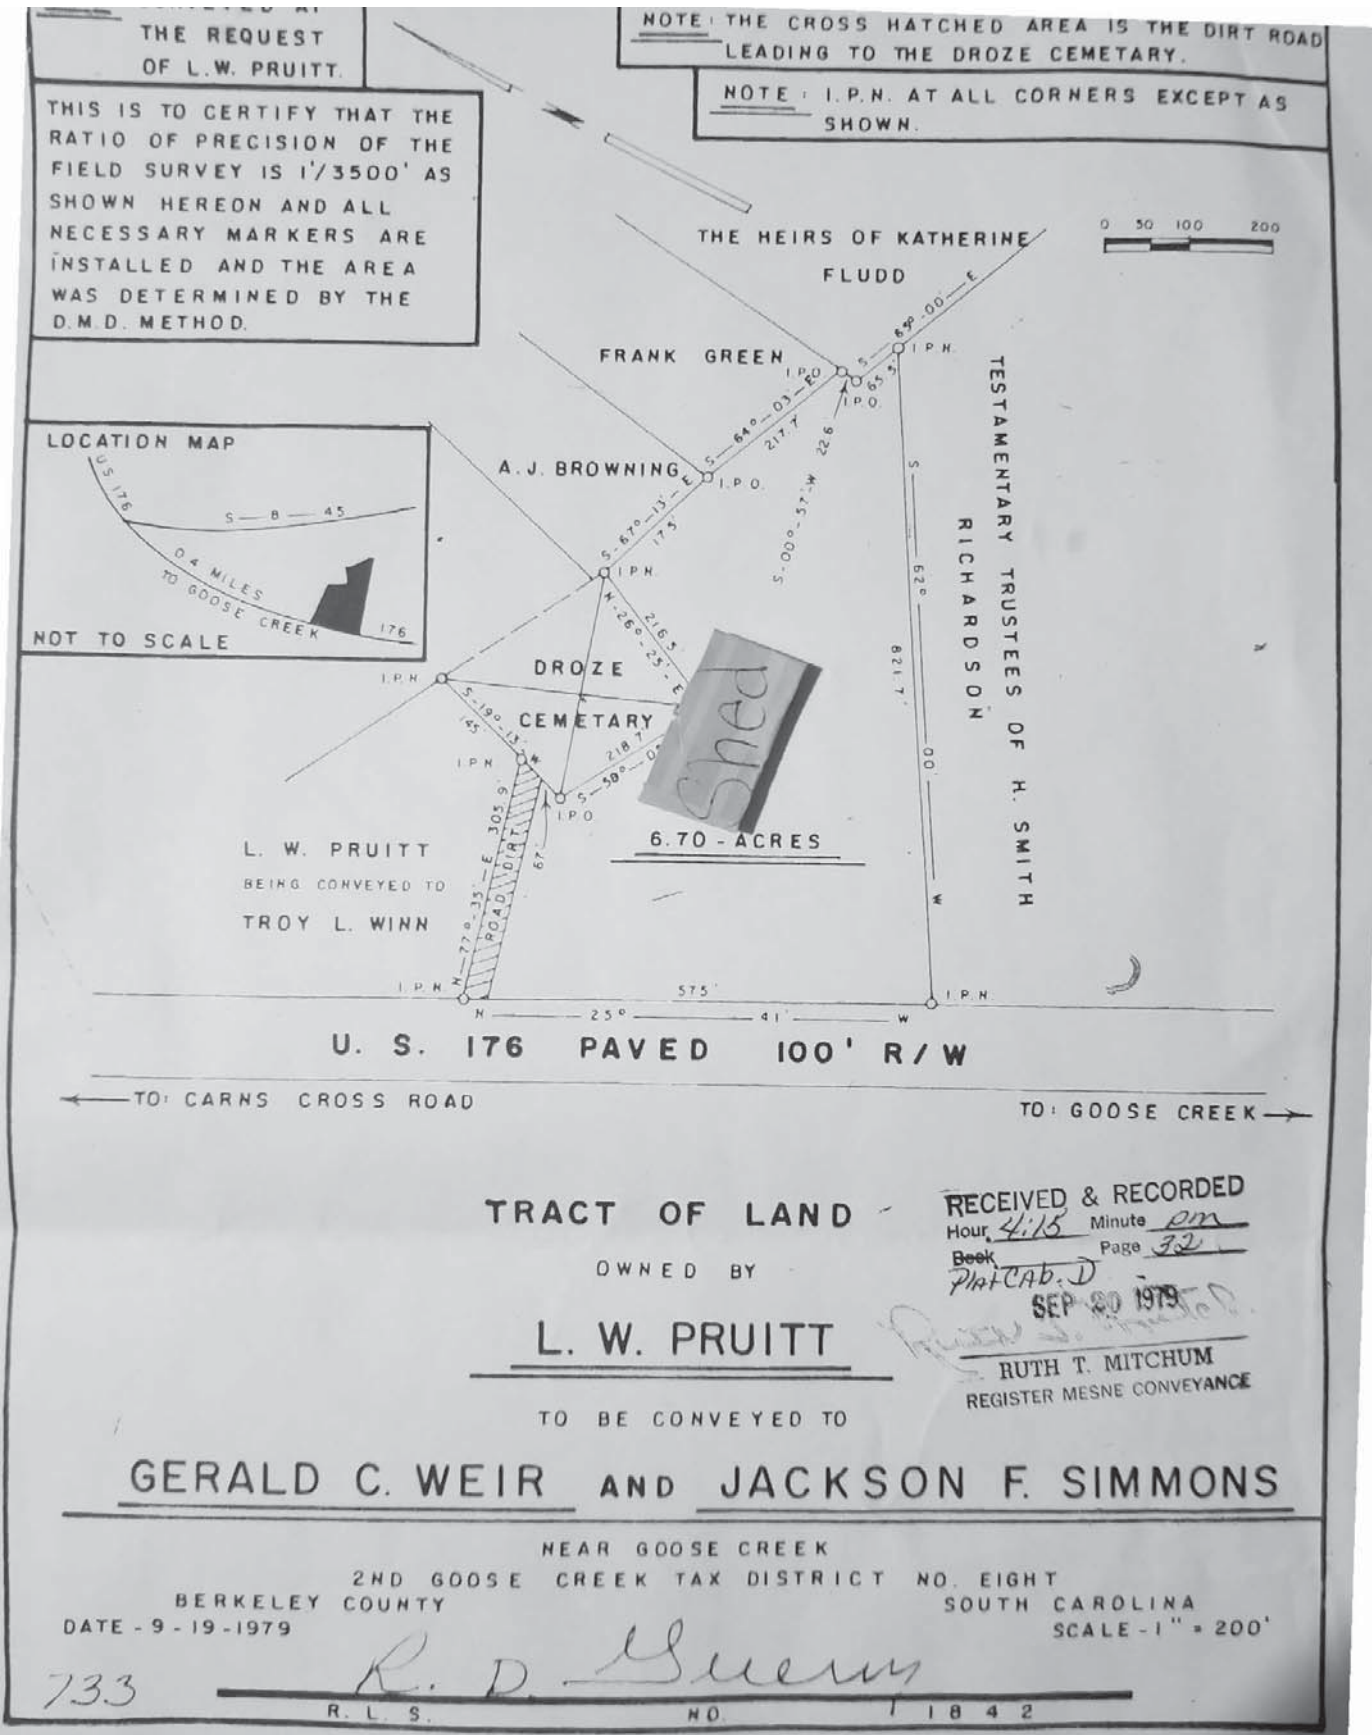 SURVEYED AT
THE REQUEST
OF L.W. PRUITT.
NOTE: THE CROSS HATCHED AREA IS THE DIRT ROAD
LEADING TO THE DROZE CEMETARY.
NOTE: I.P.N. AT ALL CORNERS EXCEPT AS
SHOWN.
THIS IS TO CERTIFY THAT THE
RATIO OF PRECISION OF THE
FIELD SURVEY IS 1'/3500' AS
SHOWN HEREON AND ALL
NECESSARY MARKERS ARE
INSTALLED AND THE AREA
WAS DETERMINED BY THE
D.M.D. METHOD.
0 50 100 200
THE HEIRS OF KATHERINE
FLUDD
S-65°-00'-E
65.5'
I.P.N.
FRANK GREEN
I.P.O.
I.P.O.
S-64°-03'-E
217.7'
S-00°-57'-W 22.6
A.J. BROWNING
I.P.O.
S-67°-13'-E
175'
I.P.N.
TESTAMENTARY TRUSTEES OF H. SMITH
RICHARDSON
S-62°-00'-W
821.7'
LOCATION MAP
U.S 176
S-8-45
0.4 MILES
TO GOOSE CREEK
176
NOT TO SCALE
N-26°-25'-E
216.5'
I.P.N.
DROZE
CEMETARY
Shed
S-19°-13'-W
145'
218.7'
S-58°-0
I.P.N.
I.P.O
6.70-ACRES
L. W. PRUITT
BEING CONVEYED TO
TROY L. WINN
N-77°-35'-E 305.9'
ROAD DIRT
67'
I.P.N.
575'
I.P.N.
N 25° 41' W
U. S. 176 PAVED 100' R/W
TO: CARNS CROSS ROAD
TO: GOOSE CREEK
TRACT OF LAND
OWNED BY
L. W. PRUITT
TO BE CONVEYED TO
GERALD C. WEIR AND JACKSON F. SIMMONS
RECEIVED & RECORDED
Hour 4:15 Minute pm
Book Page 32
Plat CAb. D
SEP 20 1979
RUTH T. MITCHUM
REGISTER MESNE CONVEYANCE
NEAR GOOSE CREEK
2ND GOOSE CREEK TAX DISTRICT NO. EIGHT
BERKELEY COUNTY SOUTH CAROLINA
DATE-9-19-1979 SCALE-1"=200'
733
R. D. Guerry
R. L. S. NO. 1842